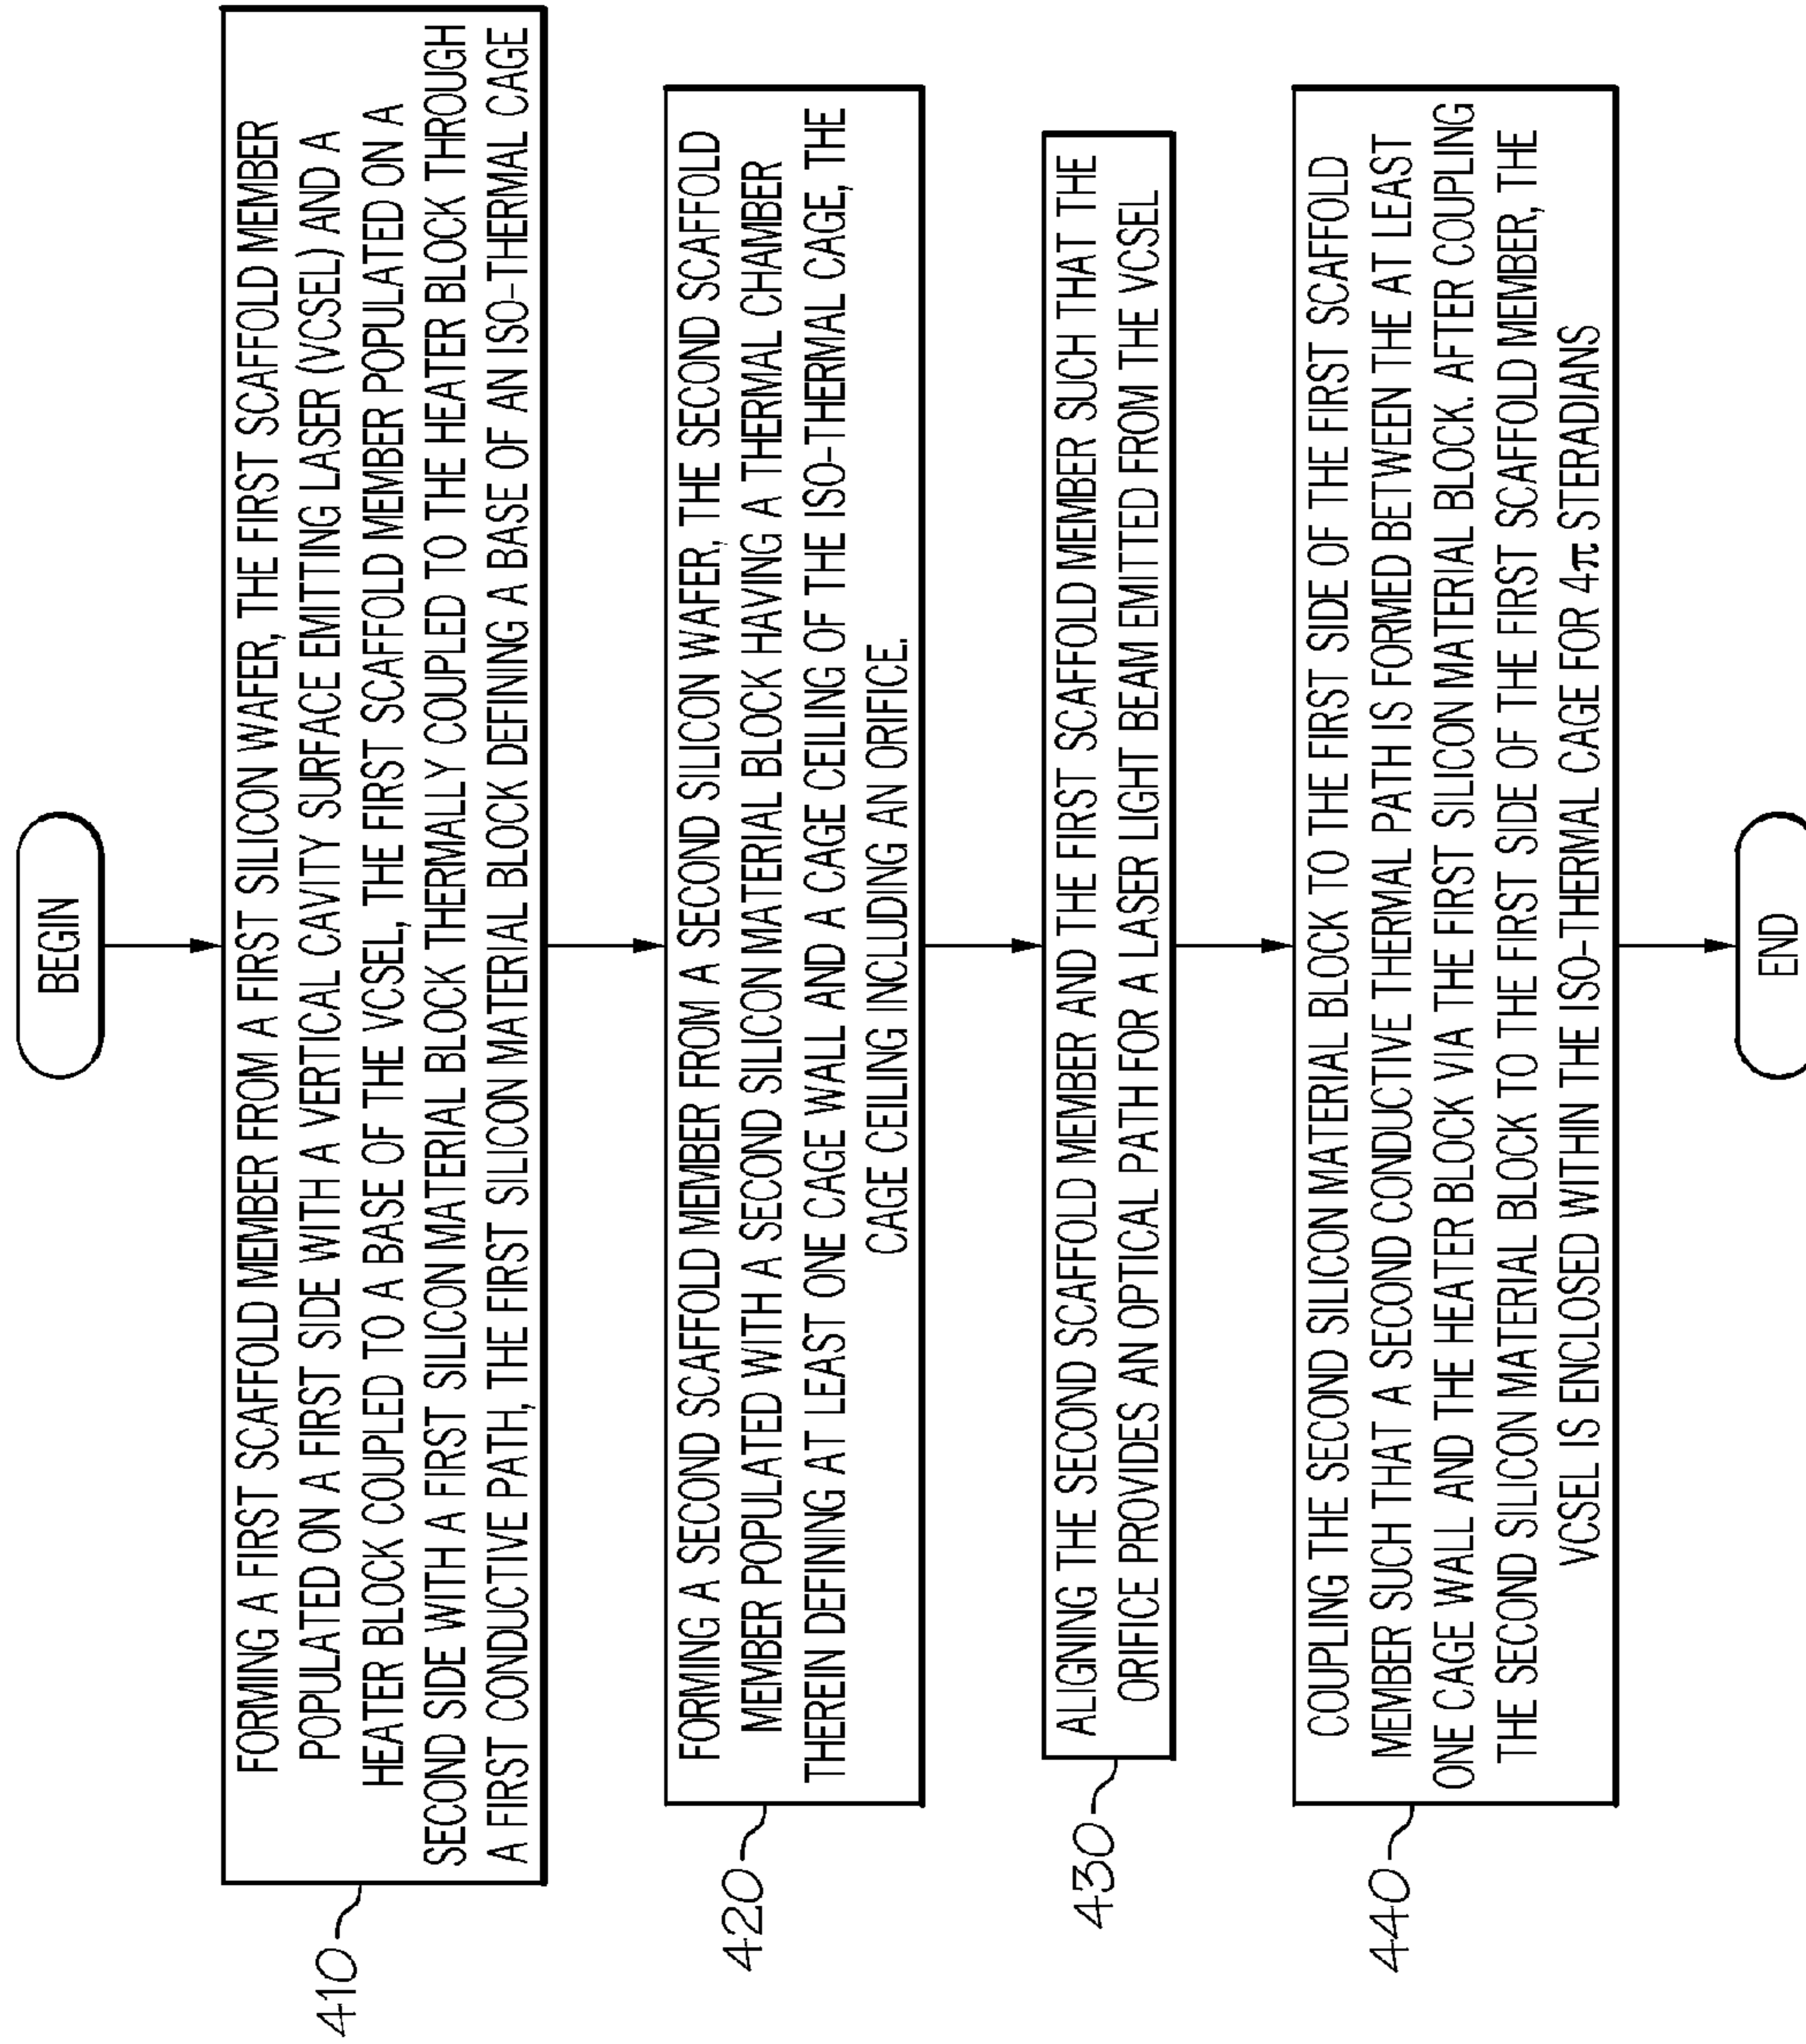 BEGIN
410
FORMING A FIRST SCAFFOLD MEMBER FROM A FIRST SILICON WAFER, THE FIRST SCAFFOLD MEMBER
POPULATED ON A FIRST SIDE WITH A VERTICAL CAVITY SURFACE EMITTING LASER (VCSEL) AND A
HEATER BLOCK COUPLED TO A BASE OF THE VCSEL, THE FIRST SCAFFOLD MEMBER POPULATED ON A
SECOND SIDE WITH A FIRST SILICON MATERIAL BLOCK THERMALLY COUPLED TO THE HEATER BLOCK THROUGH
A FIRST CONDUCTIVE PATH, THE FIRST SILICON MATERIAL BLOCK DEFINING A BASE OF AN ISO-THERMAL CAGE
420
FORMING A SECOND SCAFFOLD MEMBER FROM A SECOND SILICON WAFER, THE SECOND SCAFFOLD
MEMBER POPULATED WITH A SECOND SILICON MATERIAL BLOCK HAVING A THERMAL CHAMBER
THEREIN DEFINING AT LEAST ONE CAGE WALL AND A CAGE CEILING OF THE ISO-THERMAL CAGE, THE
CAGE CEILING INCLUDING AN ORIFICE.
430
ALIGNING THE SECOND SCAFFOLD MEMBER AND THE FIRST SCAFFOLD MEMBER SUCH THAT THE
ORIFICE PROVIDES AN OPTICAL PATH FOR A LASER LIGHT BEAM EMITTED FROM THE VCSEL
440
COUPLING THE SECOND SILICON MATERIAL BLOCK TO THE FIRST SIDE OF THE FIRST SCAFFOLD
MEMBER SUCH THAT A SECOND CONDUCTIVE THERMAL PATH IS FORMED BETWEEN THE AT LEAST
ONE CAGE WALL AND THE HEATER BLOCK VIA THE FIRST SILICON MATERIAL BLOCK. AFTER COUPLING
THE SECOND SILICON MATERIAL BLOCK TO THE FIRST SIDE OF THE FIRST SCAFFOLD MEMBER, THE
VCSEL IS ENCLOSED WITHIN THE ISO-THERMAL CAGE FOR 4π STERADIANS
END